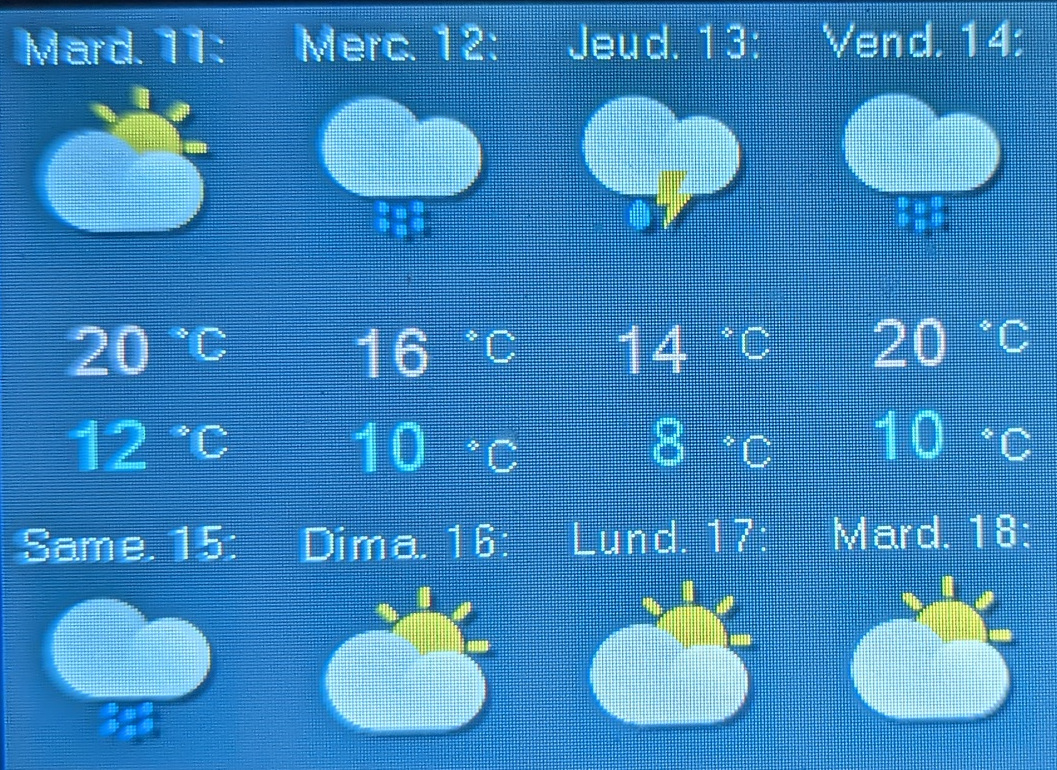 Mard. 11: Merc. 12: Jeud. 13: Vend. 14:
20 °C 16 °C 14 °C 20 °C
12 °C 10 °C 8 °C 10 °C
Same. 15: Dima. 16: Lund. 17: Mard. 18: